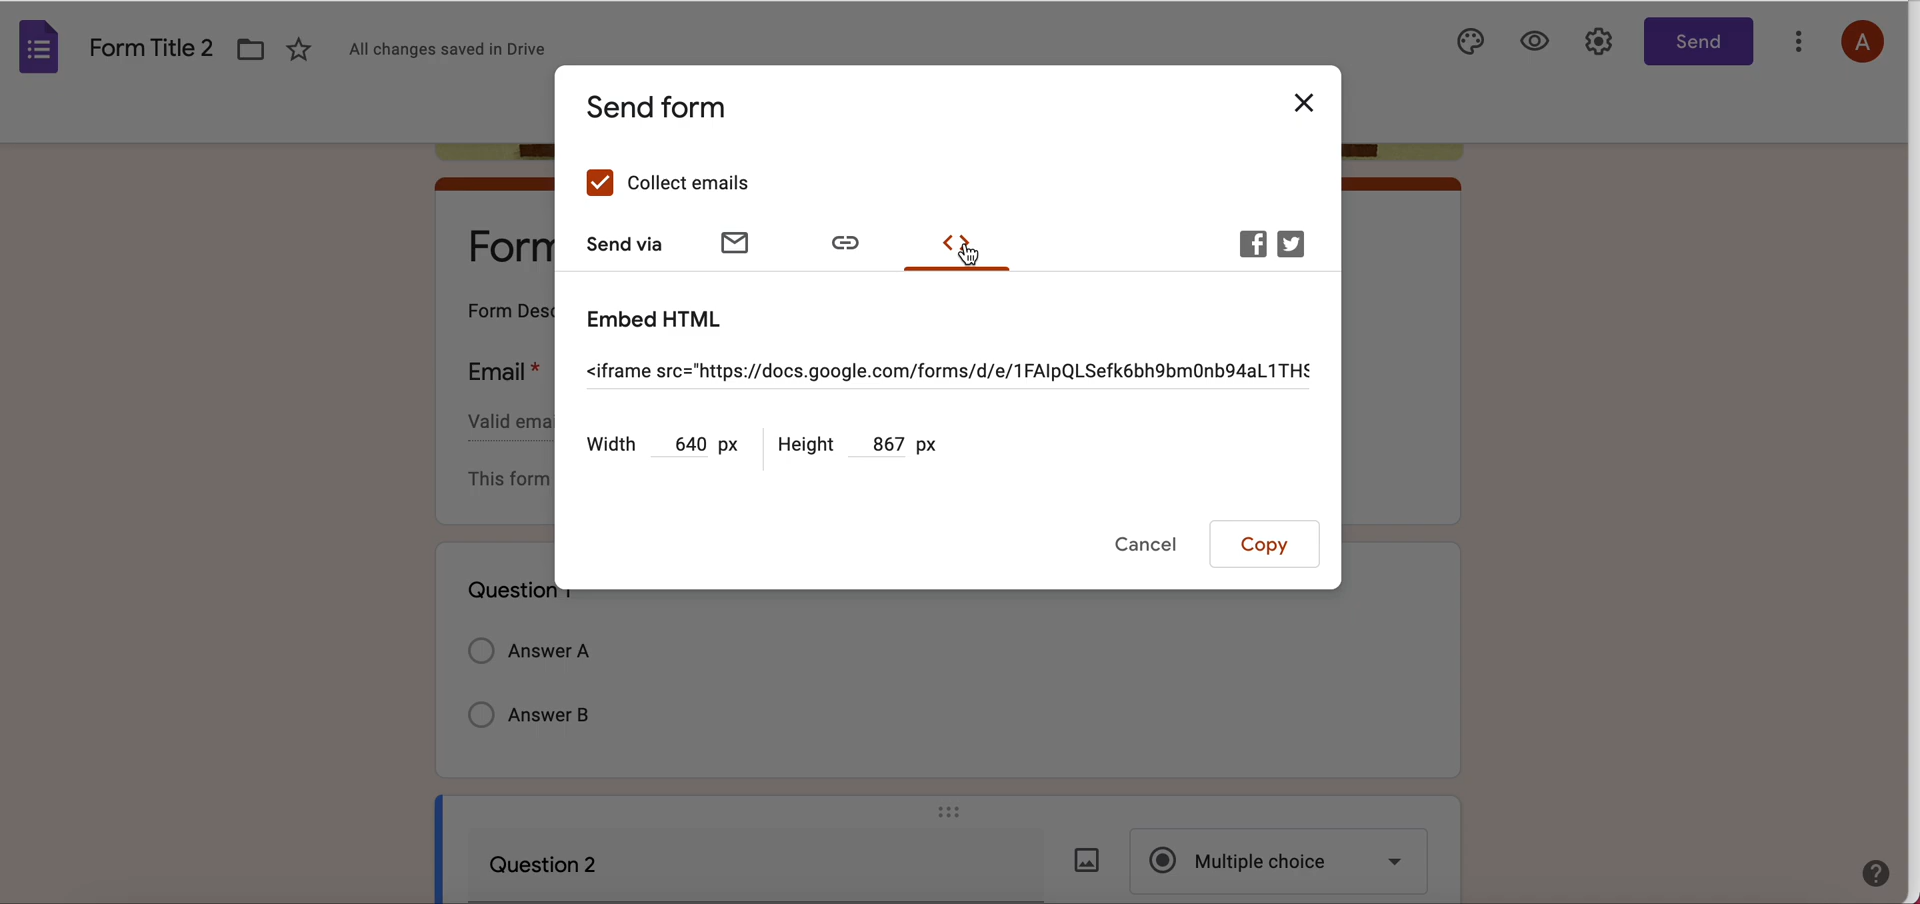 Form Title 2
All changes saved in Drive
Send
A
Send form
Collect emails
Send via
Embed HTML
<iframe src="https://docs.google.com/forms/d/e/1FAIpQLSefk6bh9bm0nb94aL1THS
Width 640 px Height 867 px
Cancel Copy
Form
Form Desc
Email *
Valid emai
This form
Question 1
Answer A
Answer B
Question 2
Multiple choice